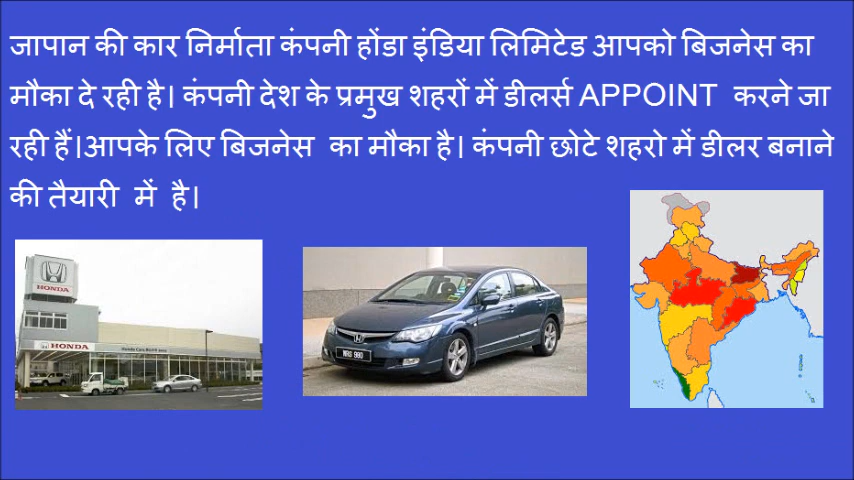 जापान की कार निर्माता कंपनी होंडा इंडिया लिमिटेड आपको बिजनेस का
मौका दे रही है। कंपनी देश के प्रमुख शहरों में डीलर्स APPOINT करने जा
रही हैं।आपके लिए बिजनेस का मौका है। कंपनी छोटे शहरो में डीलर बनाने
की तैयारी में है।
HONDA
HONDA